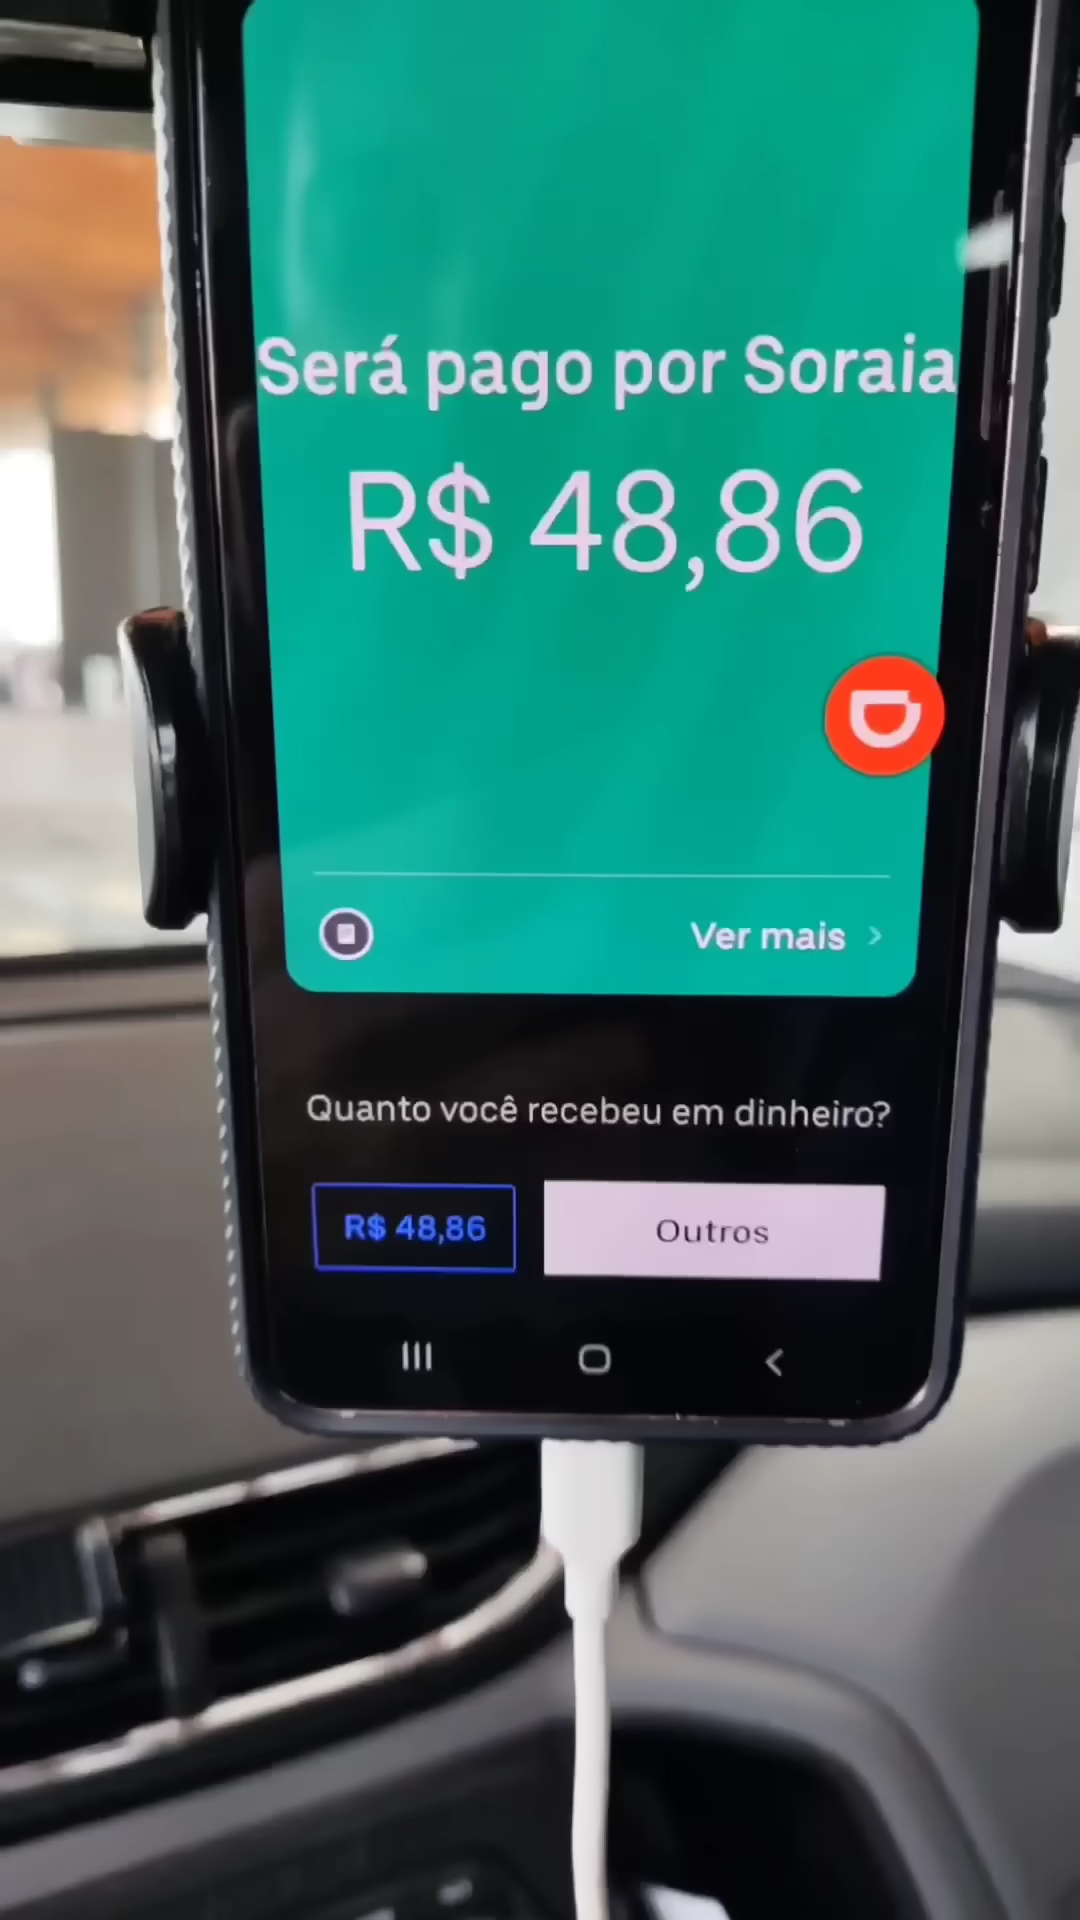 Será pago por Soraia
R$ 48,86
Ver mais
Quanto você recebeu em dinheiro?
R$ 48,86
Outros